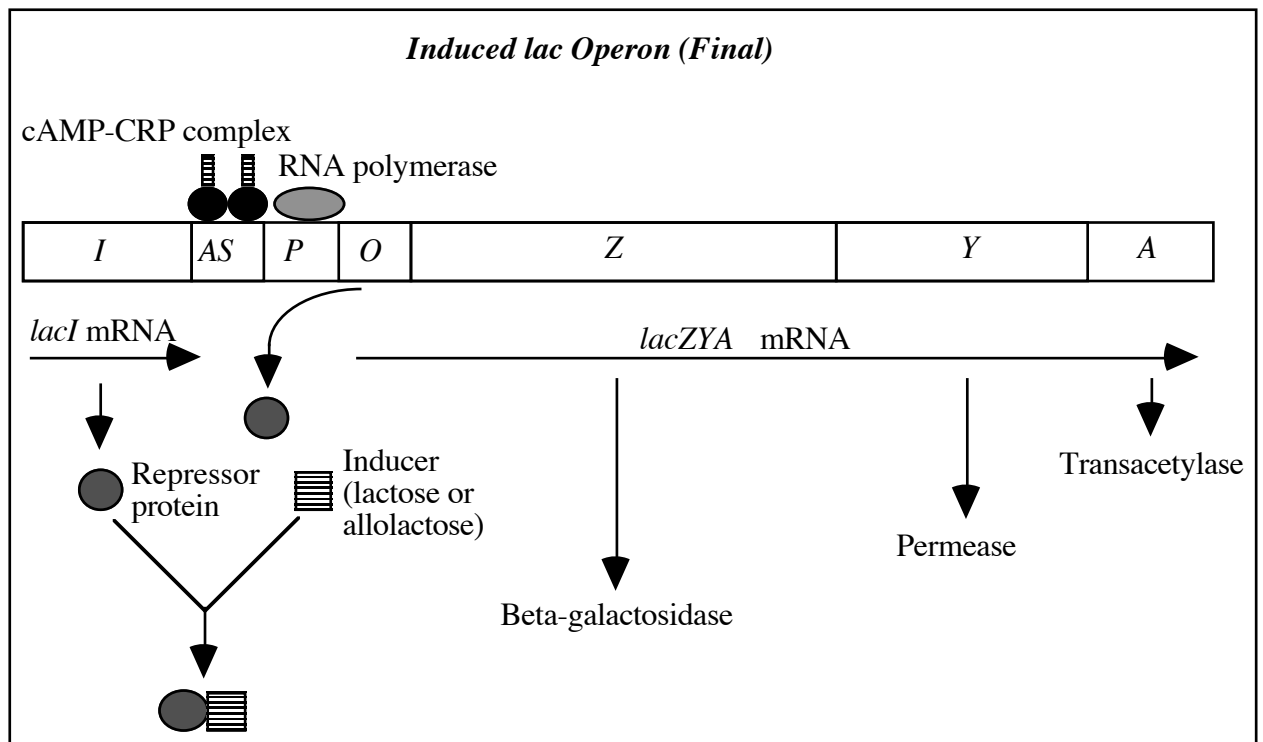 Induced lac Operon (Final)
cAMP-CRP complex
RNA polymerase
I AS P O Z Y A
lacI mRNA
lacZYA mRNA
Repressor
protein
Inducer
(lactose or
allolactose)
Transacetylase
Permease
Beta-galactosidase